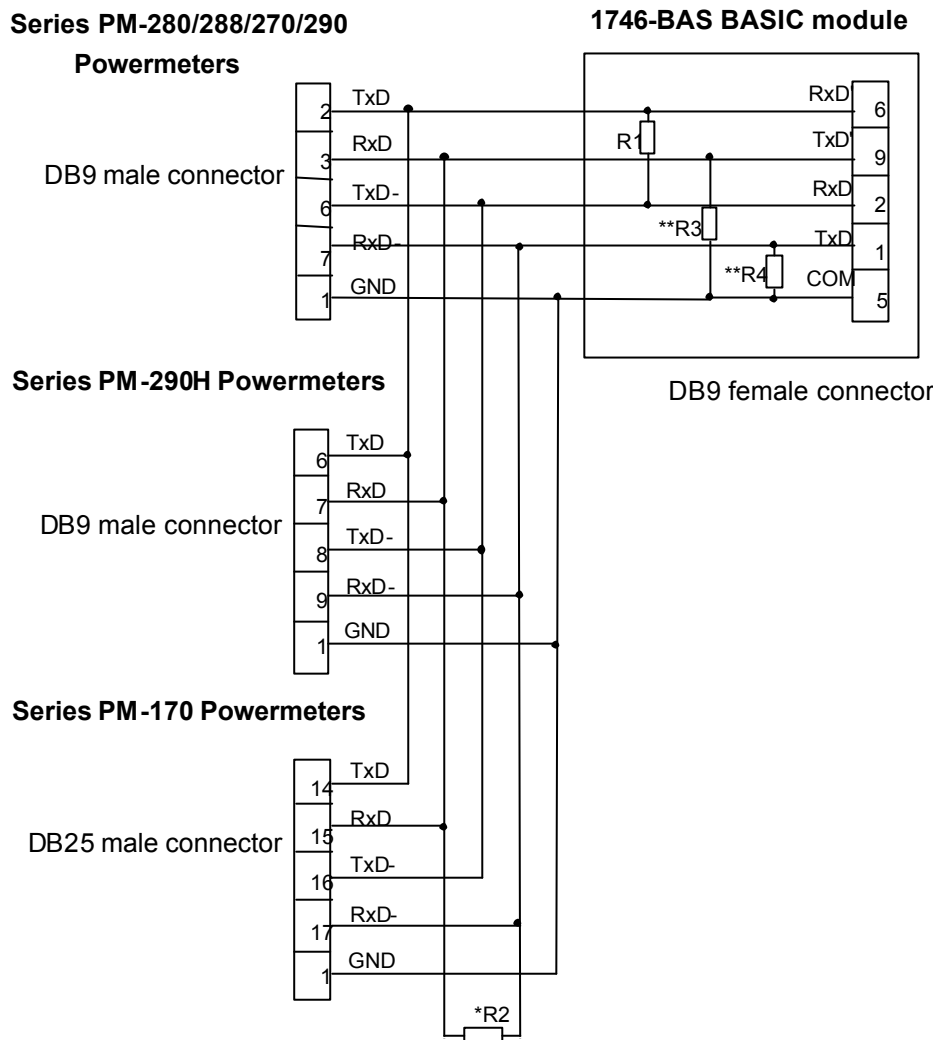 Series PM-280/288/270/290
Powermeters
1746-BAS BASIC module
DB9 male connector
2 TxD
3 RxD
6 TxD-
7 RxD-
1 GND
R1
**R3
**R4
RxD' 6
TxD' 9
RxD 2
TxD 1
COM 5
DB9 female connector
Series PM-290H Powermeters
DB9 male connector
6 TxD
7 RxD
8 TxD-
9 RxD-
1 GND
Series PM-170 Powermeters
DB25 male connector
14 TxD
15 RxD
16 TxD-
17 RxD-
1 GND
*R2